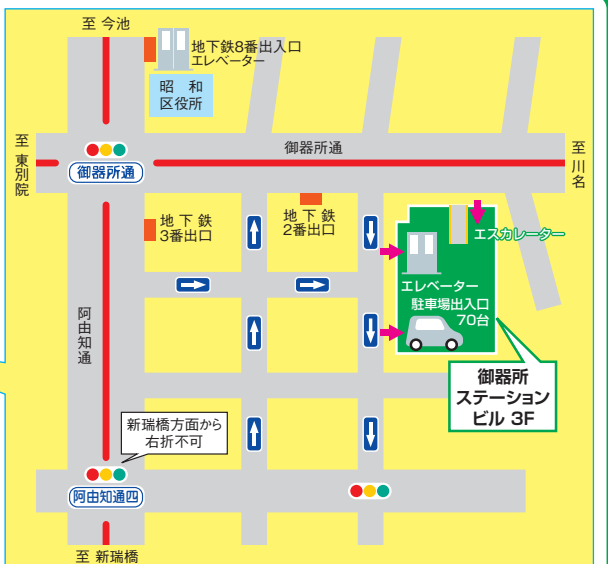 至 今池
地下鉄8番出入口
エレベーター
昭 和
区役所
至 東別院
御器所通
御器所通
至 川名
地 下 鉄
3番出口
地 下 鉄
2番出口
エスカレーター
エレベーター
駐車場出入口
70台
阿由知通
御器所
ステーション
ビル 3F
新瑞橋方面から
右折不可
阿由知通四
至 新瑞橋